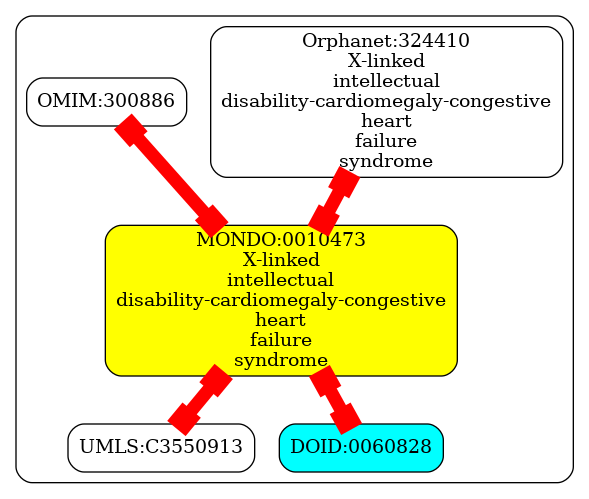 OMIM:300886
Orphanet:324410
X-linked
intellectual
disability-cardiomegaly-congestive
heart
failure
syndrome
MONDO:0010473
X-linked
intellectual
disability-cardiomegaly-congestive
heart
failure
syndrome
UMLS:C3550913
DOID:0060828